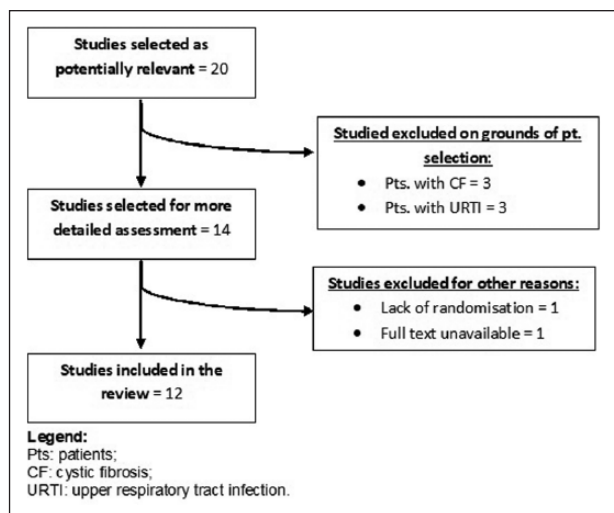 Studies selected as
potentially relevant = 20
Studied excluded on grounds of pt.
selection:
• Pts. with CF = 3
• Pts. with URTI = 3
Studies selected for more
detailed assessment = 14
Studies excluded for other reasons:
• Lack of randomisation = 1
• Full text unavailable = 1
Studies included in the
review = 12
Legend:
Pts: patients;
CF: cystic fibrosis;
URTI: upper respiratory tract infection.